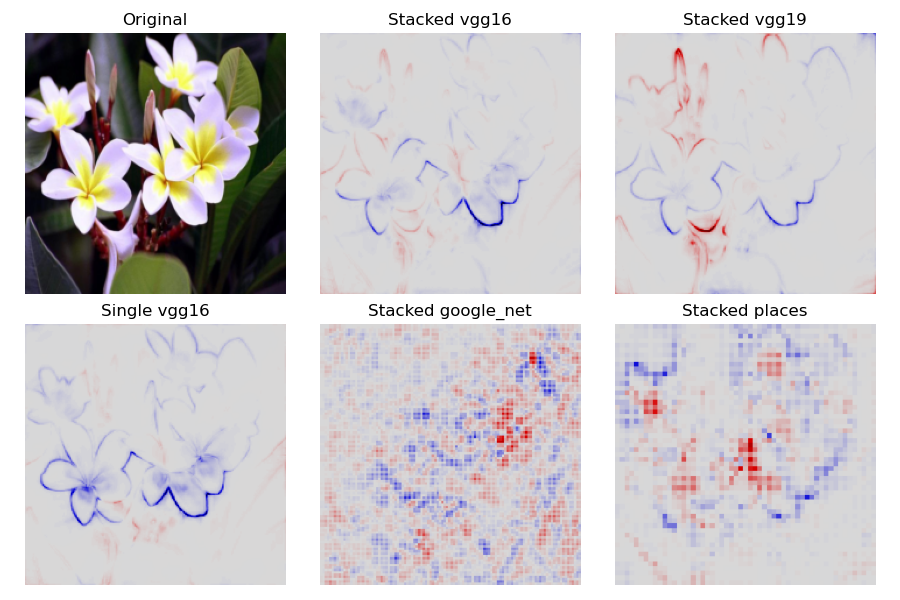 Original
Stacked vgg16
Stacked vgg19
Single vgg16
Stacked google_net
Stacked places